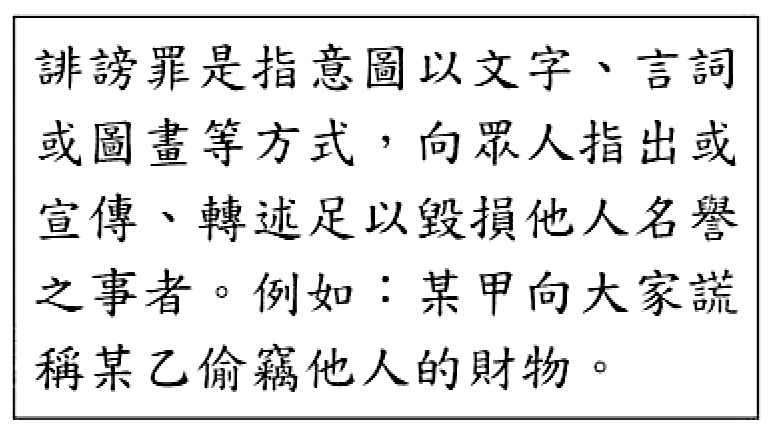 誹謗罪是指意圖以文字、言詞
或圖畫等方式，向眾人指出或
宣傳、轉述足以毀損他人名譽
之事者。例如：某甲向大家謊
稱某乙偷竊他人的財物。